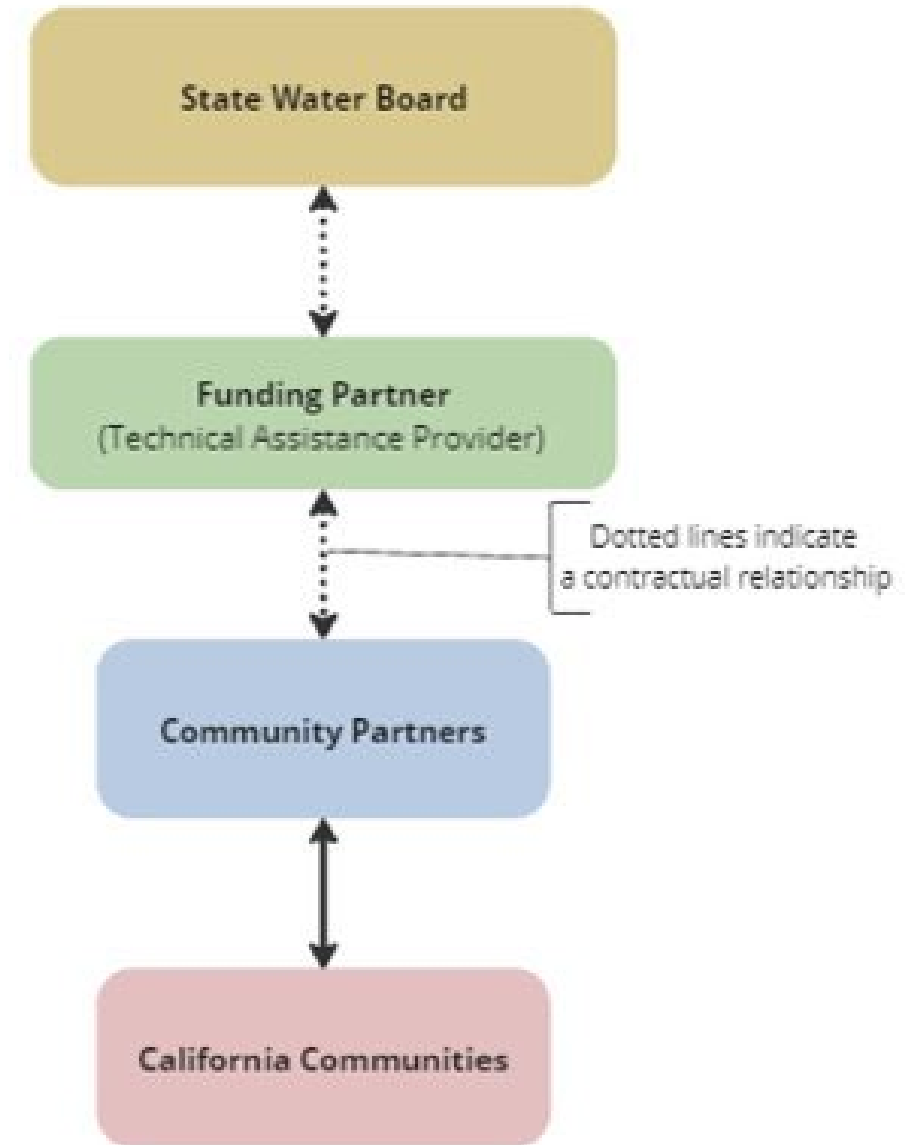 State Water Board
Funding Partner
(Technical Assistance Provider)
Dotted lines indicate
a contractual relationship
Community Partners
California Communities